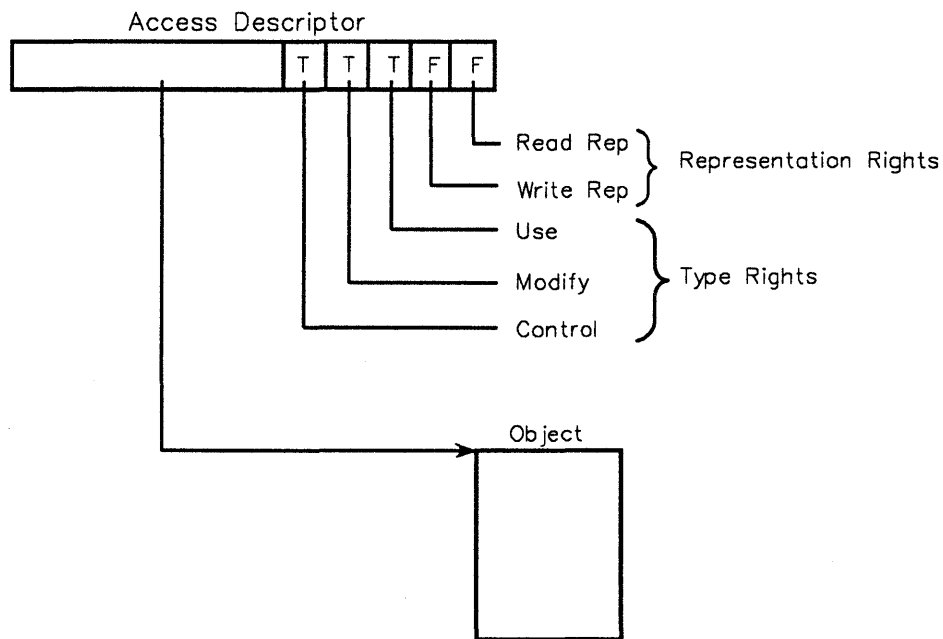 Access Descriptor
T T T F F
Read Rep
Representation Rights
Write Rep
Use
Modify
Type Rights
Control
Object